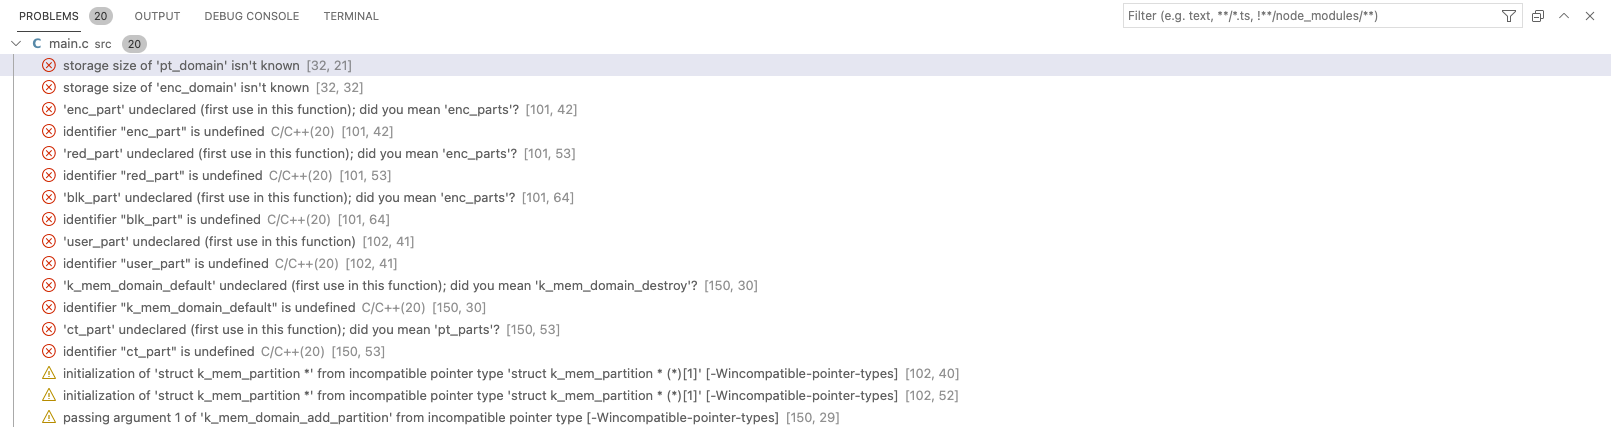 PROBLEMS 20 OUTPUT DEBUG CONSOLE TERMINAL Filter (e.g. text, **/*.ts, !**/node_modules/**)
C main.c src 20
storage size of 'pt_domain' isn't known [32, 21]
storage size of 'enc_domain' isn't known [32, 32]
'enc_part' undeclared (first use in this function); did you mean 'enc_parts'? [101, 42]
identifier "enc_part" is undefined C/C++(20) [101, 42]
'red_part' undeclared (first use in this function); did you mean 'enc_parts'? [101, 53]
identifier "red_part" is undefined C/C++(20) [101, 53]
'blk_part' undeclared (first use in this function); did you mean 'enc_parts'? [101, 64]
identifier "blk_part" is undefined C/C++(20) [101, 64]
'user_part' undeclared (first use in this function) [102, 41]
identifier "user_part" is undefined C/C++(20) [102, 41]
'k_mem_domain_default' undeclared (first use in this function); did you mean 'k_mem_domain_destroy'? [150, 30]
identifier "k_mem_domain_default" is undefined C/C++(20) [150, 30]
'ct_part' undeclared (first use in this function); did you mean 'pt_parts'? [150, 53]
identifier "ct_part" is undefined C/C++(20) [150, 53]
initialization of 'struct k_mem_partition *' from incompatible pointer type 'struct k_mem_partition * (*)[1]' [-Wincompatible-pointer-types] [102, 40]
initialization of 'struct k_mem_partition *' from incompatible pointer type 'struct k_mem_partition * (*)[1]' [-Wincompatible-pointer-types] [102, 52]
passing argument 1 of 'k_mem_domain_add_partition' from incompatible pointer type [-Wincompatible-pointer-types] [150, 29]